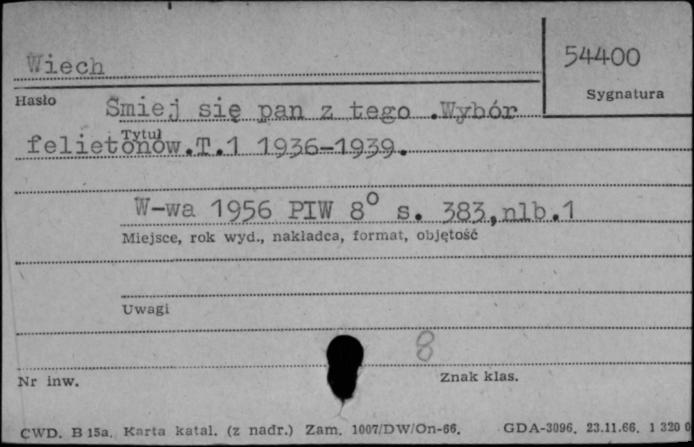 Wiech
54400
Hasło
Sygnatura
Śmiej się pan z tego .Wybór
Tytuł
felietonów.T.1 1936-1939.
W-wa 1956 PIW 8° s. 383,nlb.1
Miejsce, rok wyd., nakładca, format, objętość
Uwagi
8
Nr inw.
Znak klas.
CWD. B 15a. Karta katal. (z nadr.) Zam. 1007/DW/On-66. GDA-3096. 23.11.66. 1 320 0